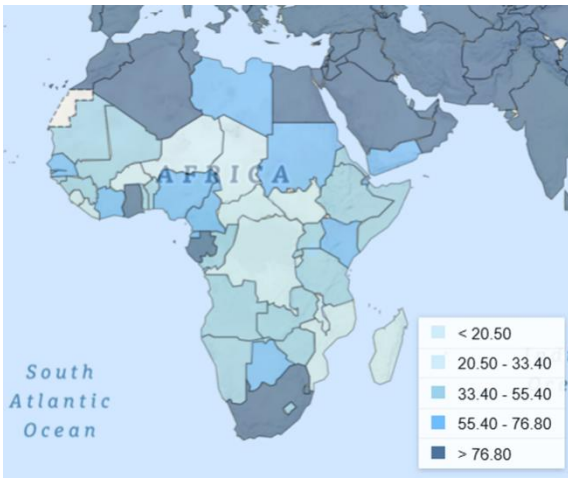 AFRICA
South
Atlantic
Ocean
< 20.50
20.50 - 33.40
33.40 - 55.40
55.40 - 76.80
> 76.80